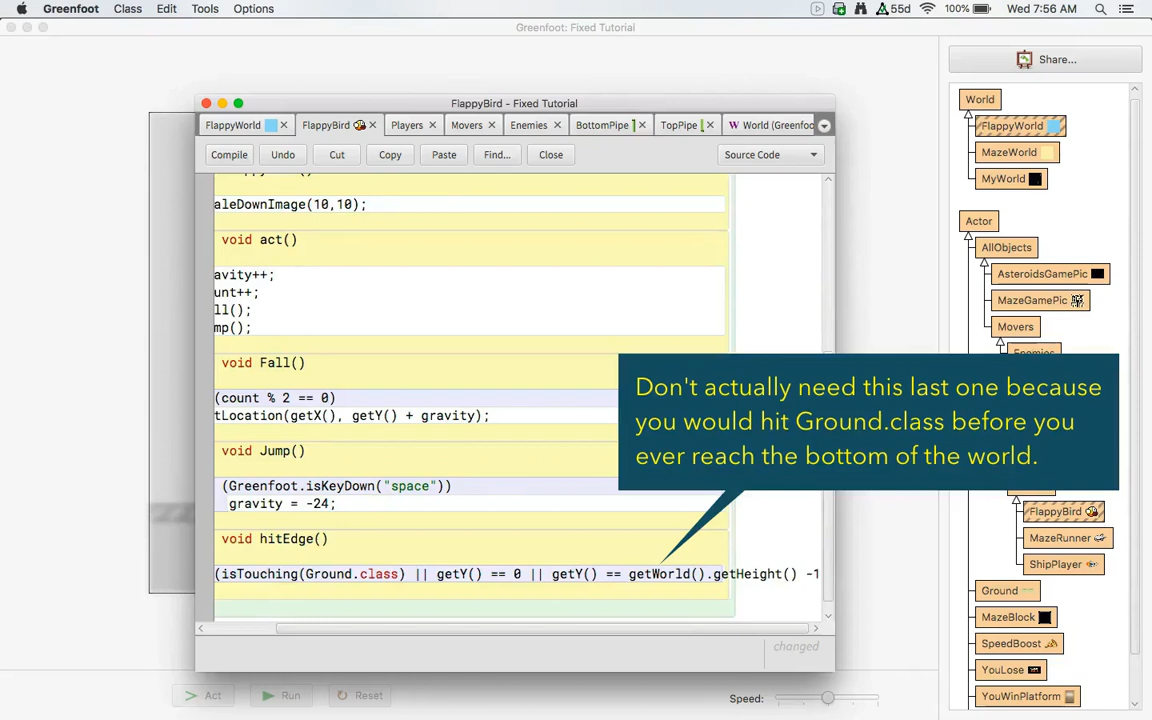 Greenfoot Class Edit Tools Options
55d 100% Wed 7:56 AM
Greenfoot: Fixed Tutorial
Share...
FlappyBird - Fixed Tutorial
FlappyWorld FlappyBird Players Movers Enemies BottomPipe TopPipe World (Greenfoo
Compile Undo Cut Copy Paste Find... Close Source Code
aleDownImage(10,10);
void act()
avity++;
unt++;
ll();
mp();
void Fall()
(count % 2 == 0)
tLocation(getX(), getY() + gravity);
void Jump()
(Greenfoot.isKeyDown("space"))
gravity = -24;
void hitEdge()
(isTouching(Ground.class) || getY() == 0 || getY() == getWorld().getHeight() -1
changed
Don't actually need this last one because
you would hit Ground.class before you
ever reach the bottom of the world.
World
FlappyWorld
MazeWorld
MyWorld
Actor
AllObjects
AsteroidsGamePic
MazeGamePic
Movers
Enemies
FlappyBird
MazeRunner
ShipPlayer
Ground
MazeBlock
SpeedBoost
YouLose
YouWinPlatform
Act Run Reset Speed: